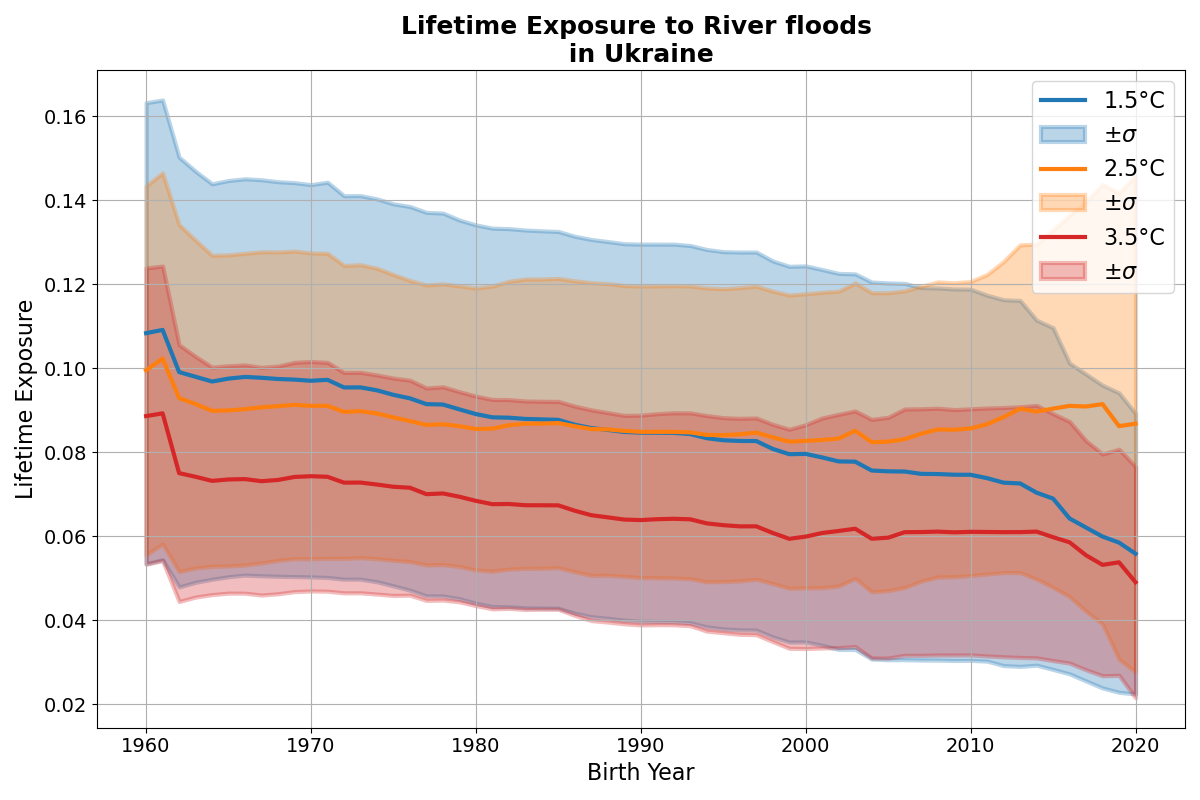 Lifetime Exposure to River floods
in Ukraine
Lifetime Exposure
0.16
0.14
0.12
0.10
0.08
0.06
0.04
0.02
1960
1970
1980
1990
2000
2010
2020
Birth Year
1.5°C
±σ
2.5°C
±σ
3.5°C
±σ